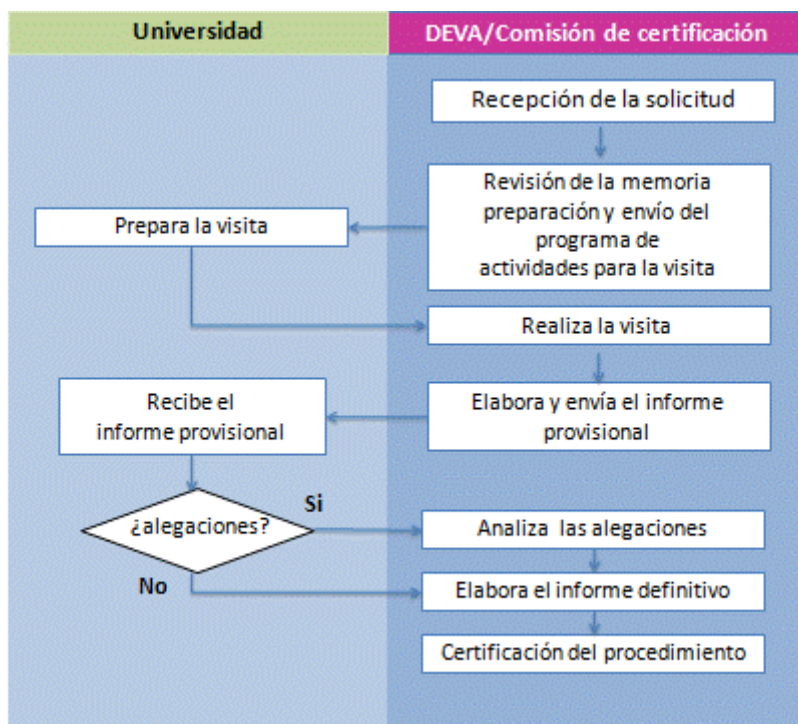 Universidad
DEVA/Comisión de certificación
Recepción de la solicitud
Revisión de la memoria
preparación y envío del
programa de
actividades para la visita
Prepara la visita
Realiza la visita
Elabora y envía el informe
provisional
Recibe el
informe provisional
¿alegaciones?
Si
No
Analiza las alegaciones
Elabora el informe definitivo
Certificación del procedimiento